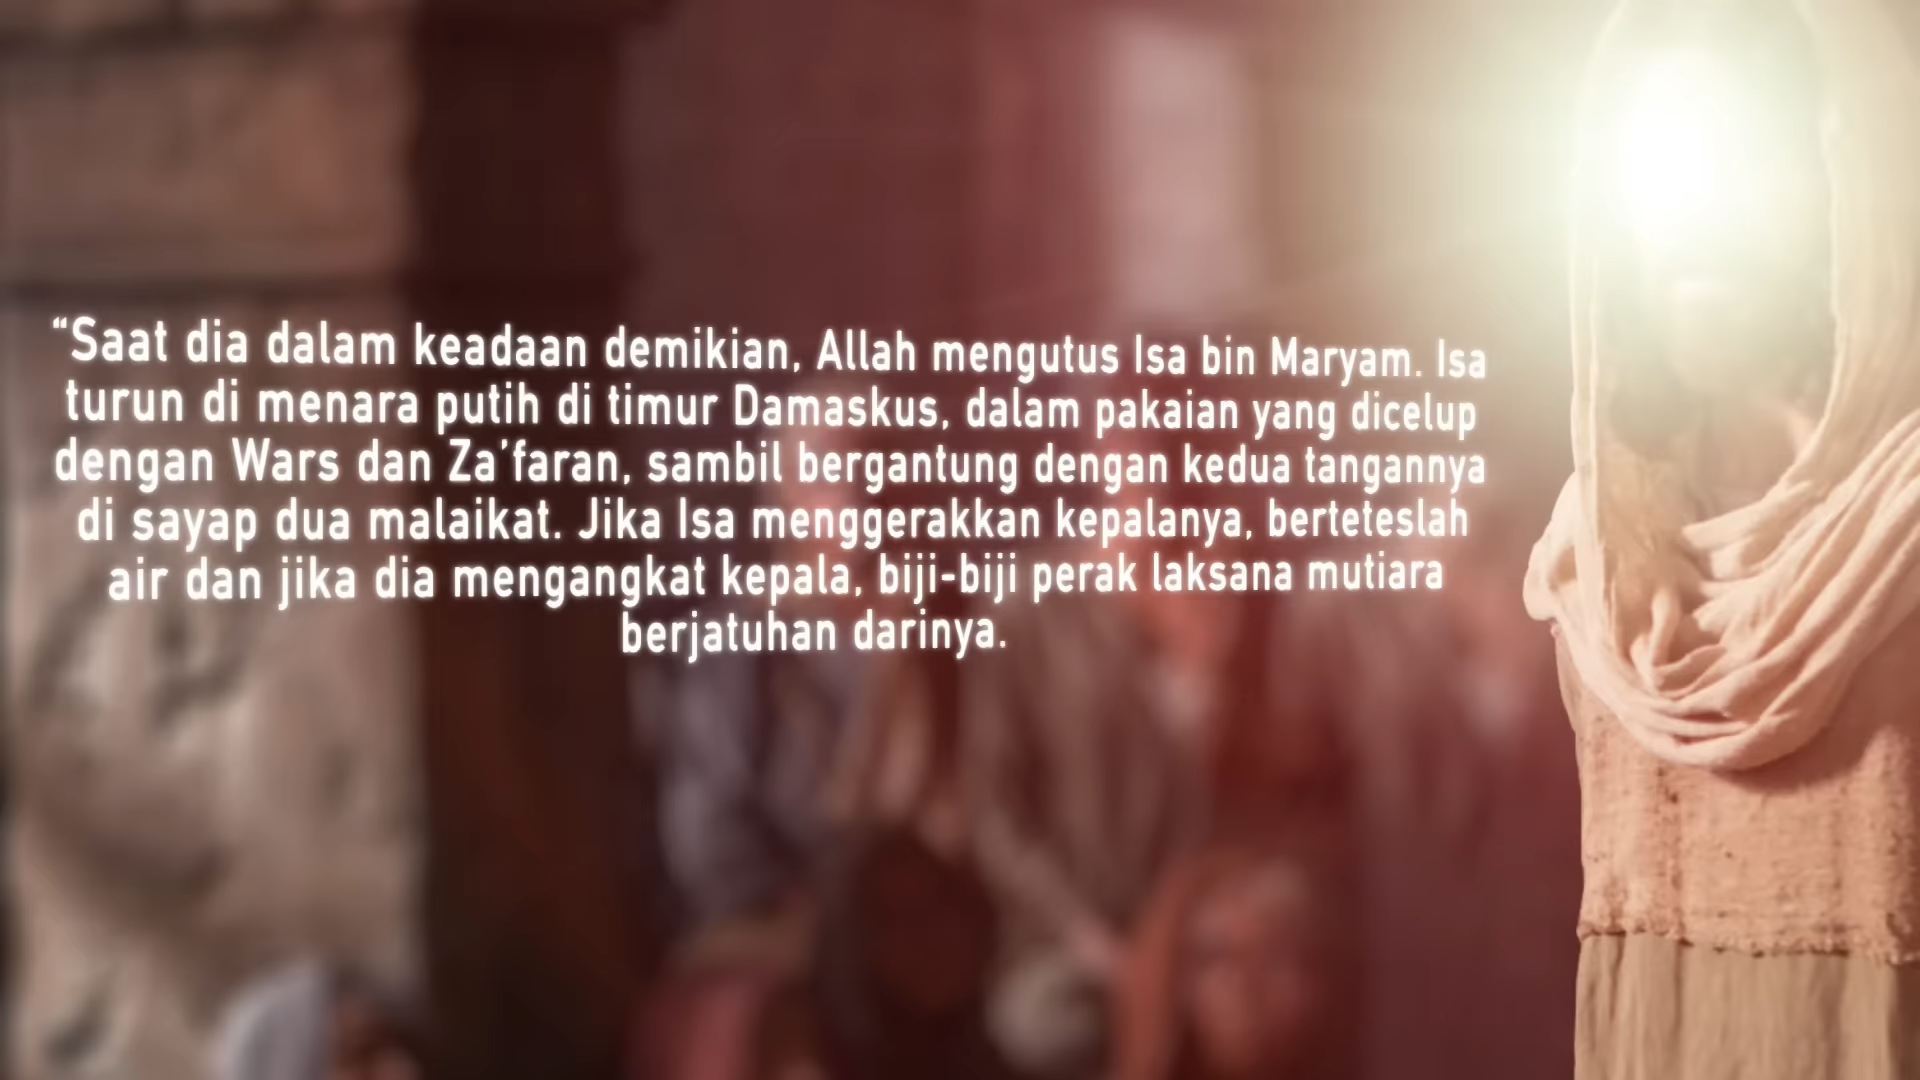 “Saat dia dalam keadaan demikian, Allah mengutus Isa bin Maryam. Isa
turun di menara putih di timur Damaskus, dalam pakaian yang dicelup
dengan Wars dan Za'faran, sambil bergantung dengan kedua tangannya
di sayap dua malaikat. Jika Isa menggerakkan kepalanya, berteteslah
air dan jika dia mengangkat kepala, biji-biji perak laksana mutiara
berjatuhan darinya.